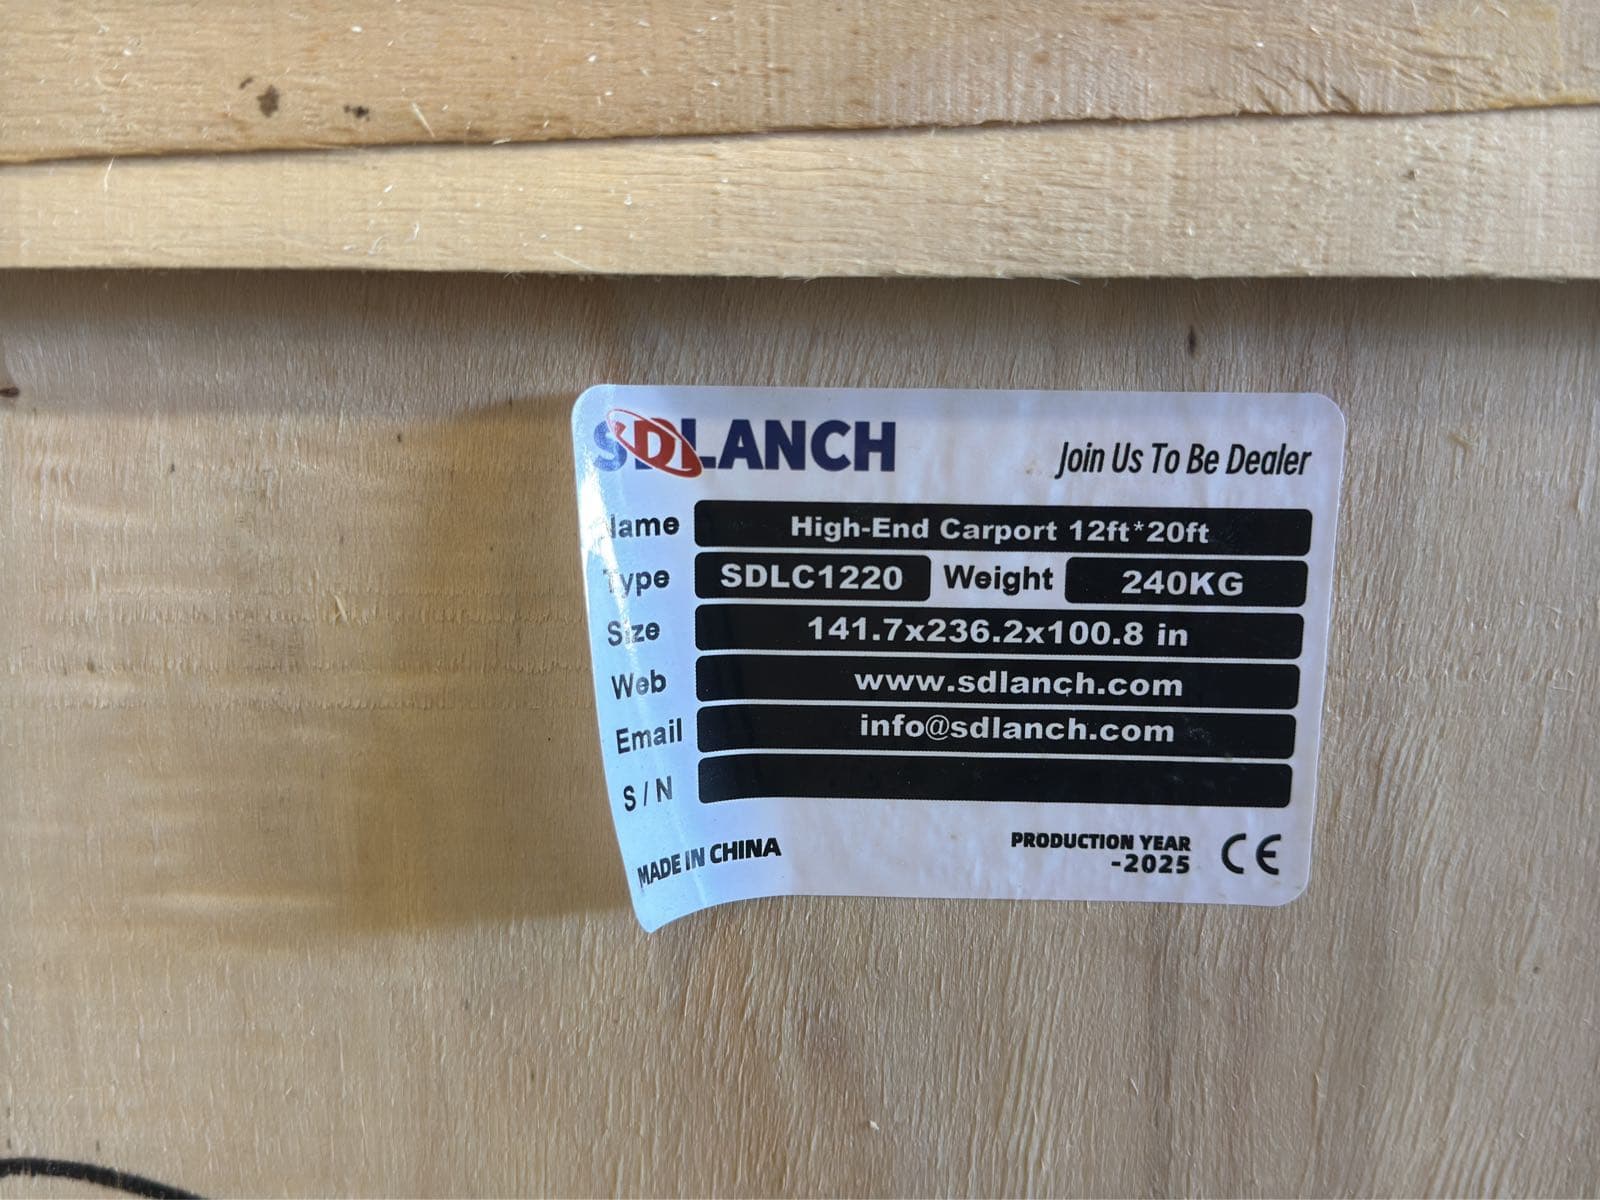 SDLANCH
Join Us To Be Dealer
Name High-End Carport 12ft*20ft
Type SDLC1220 Weight 240KG
Size 141.7x236.2x100.8 in
Web www.sdlanch.com
Email info@sdlanch.com
S/N
MADE IN CHINA
PRODUCTION YEAR
-2025
CE